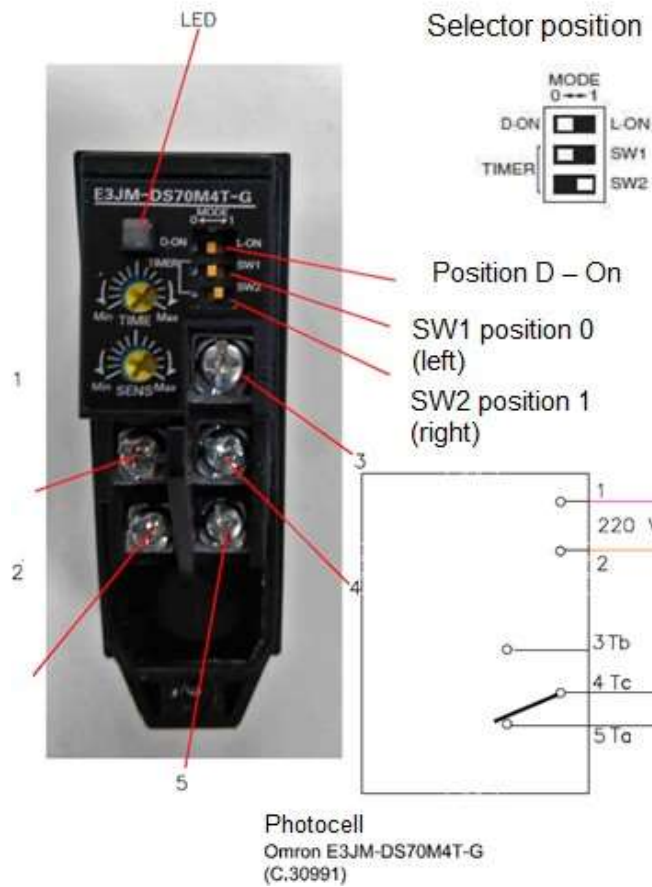 LED
Selector position
MODE
0 1
D-ON L-ON
SW1
TIMER
SW2
E3JM-DS70M4T-G
MODE
0 1
D-ON L-ON
TIMER SW1
SW2
Min TIME Max
Min SENS Max
Position D – On
SW1 position 0
(left)
SW2 position 1
(right)
1
2
3
4
5
1
220 V
2
3 Tb
4 Tc
5 Ta
Photocell
Omron E3JM-DS70M4T-G
(C.30991)